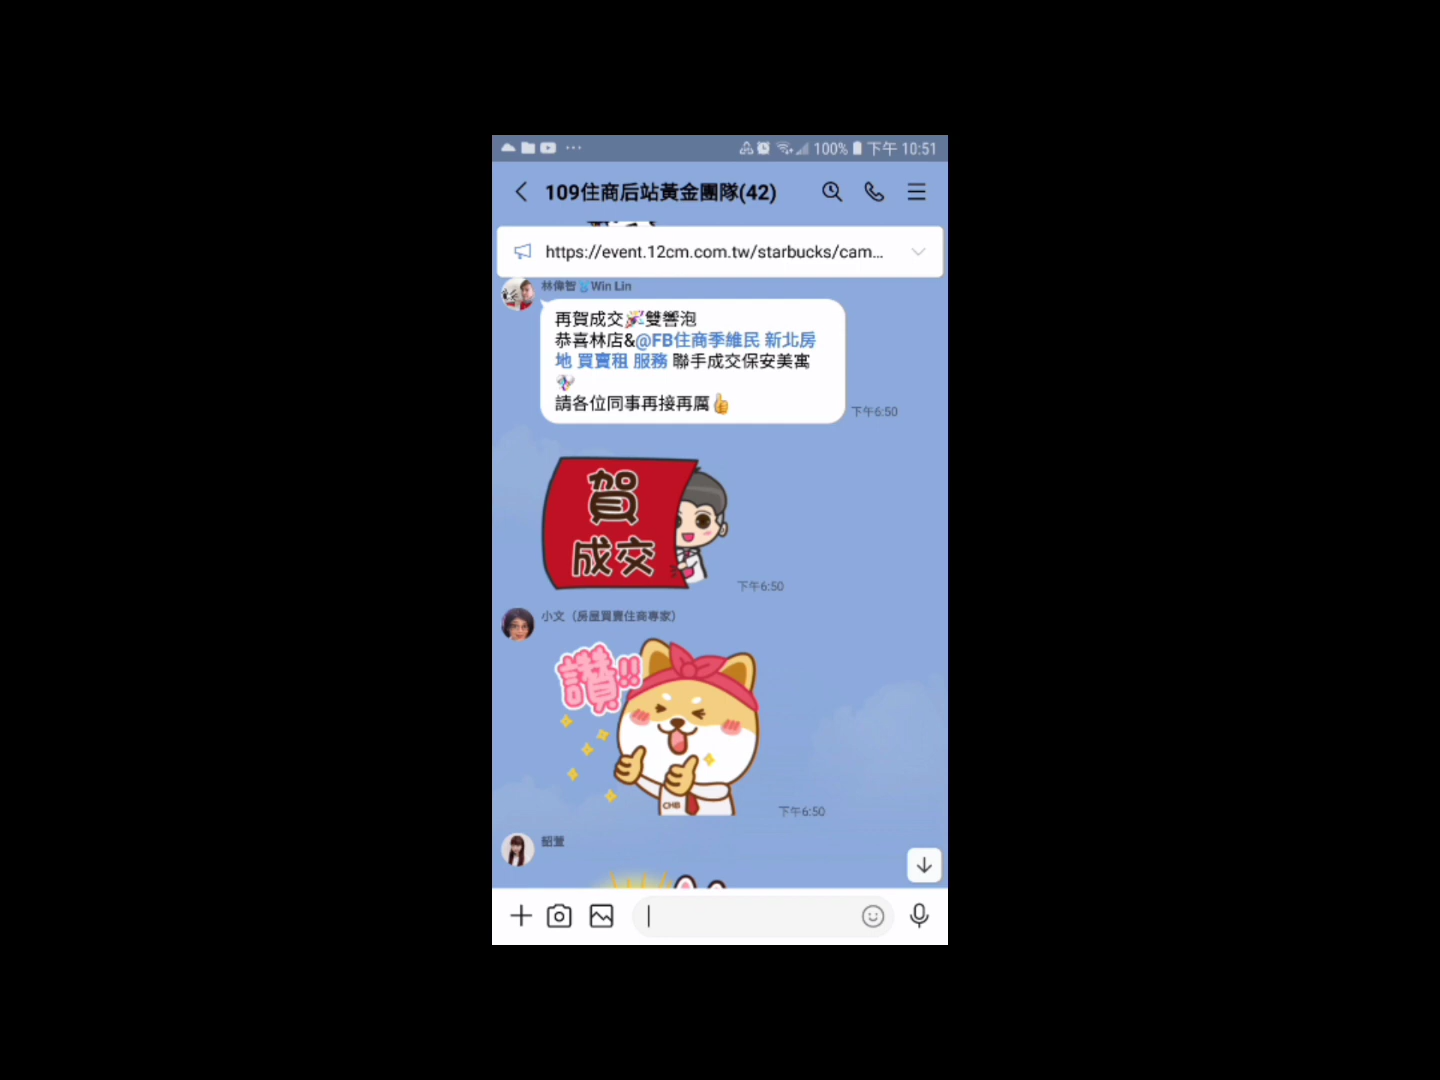 100% 下午 10:51
109住商后站黃金團隊(42)
https://event.12cm.com.tw/starbucks/cam...
林偉智🥈Win Lin
再賀成交🎉雙響泡
恭喜林店&@FB住商季維民 新北房
地 買賣租 服務 聯手成交保安美寓
請各位同事再接再厲👍
下午6:50
賀
成交
下午6:50
小文（房屋買賣住商專家）
讚!!
CHB
下午6:50
韶萱